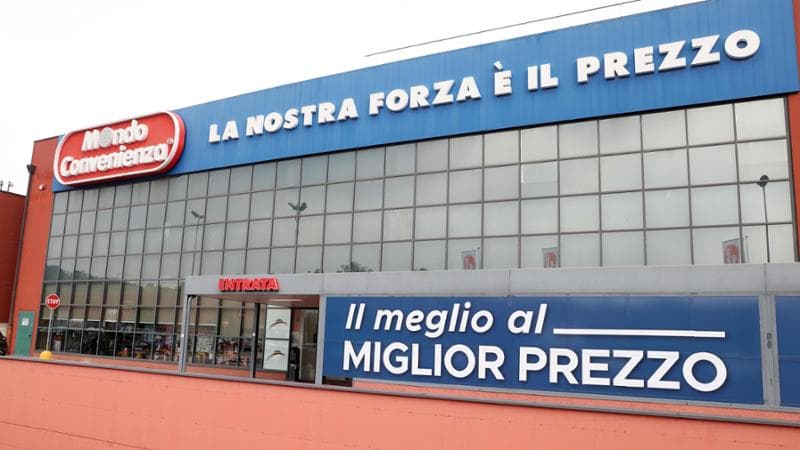 LA NOSTRA FORZA È IL PREZZO
Mondo
Convenienza
ENTRATA
STOP
Il meglio al
MIGLIOR PREZZO